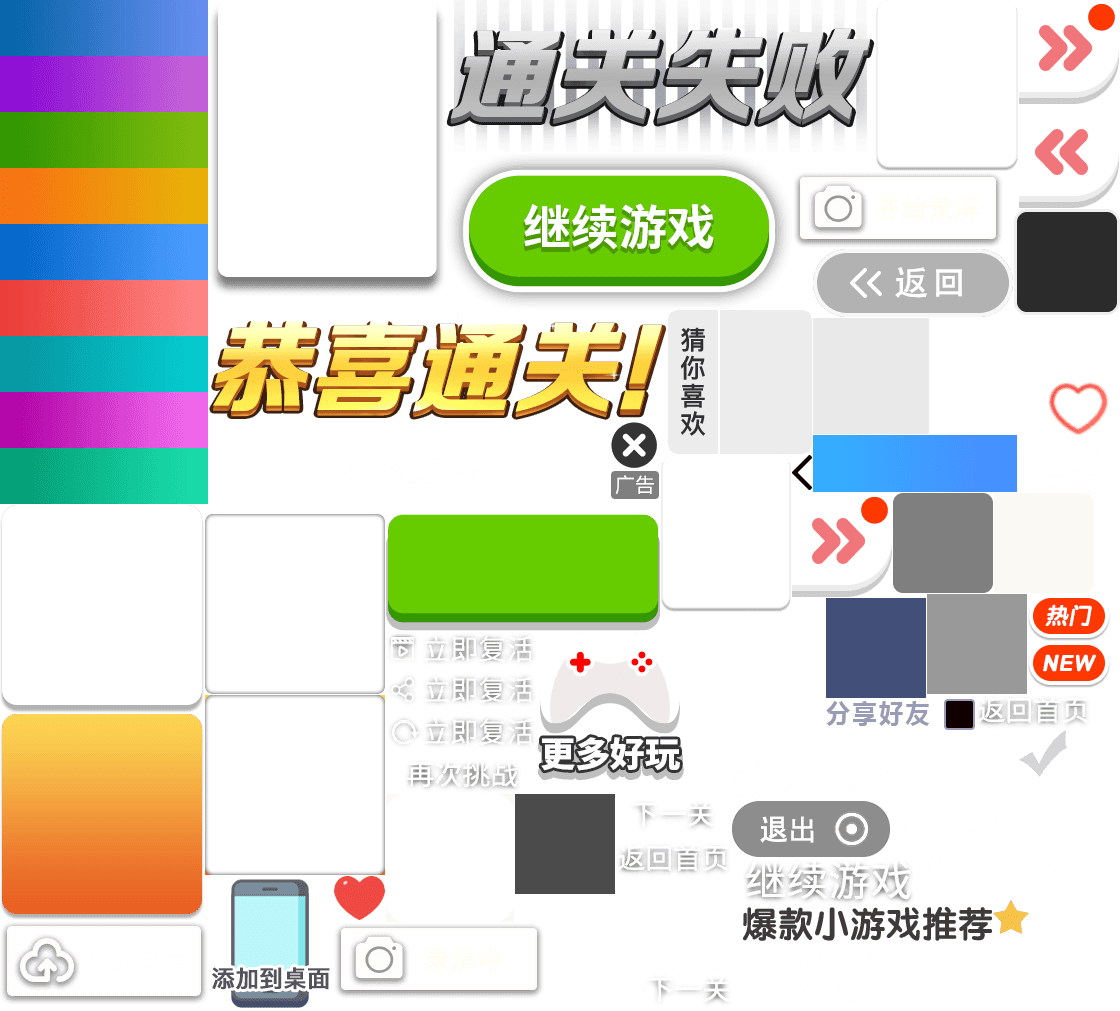 通关失败
继续游戏
返回
恭喜通关!
猜你喜欢
广告
热门
NEW
立即复活
立即复活
立即复活
再次挑战
更多好玩
分享好友
返回首页
下一关
返回首页
退出
继续游戏
爆款小游戏推荐
添加到桌面
下一关